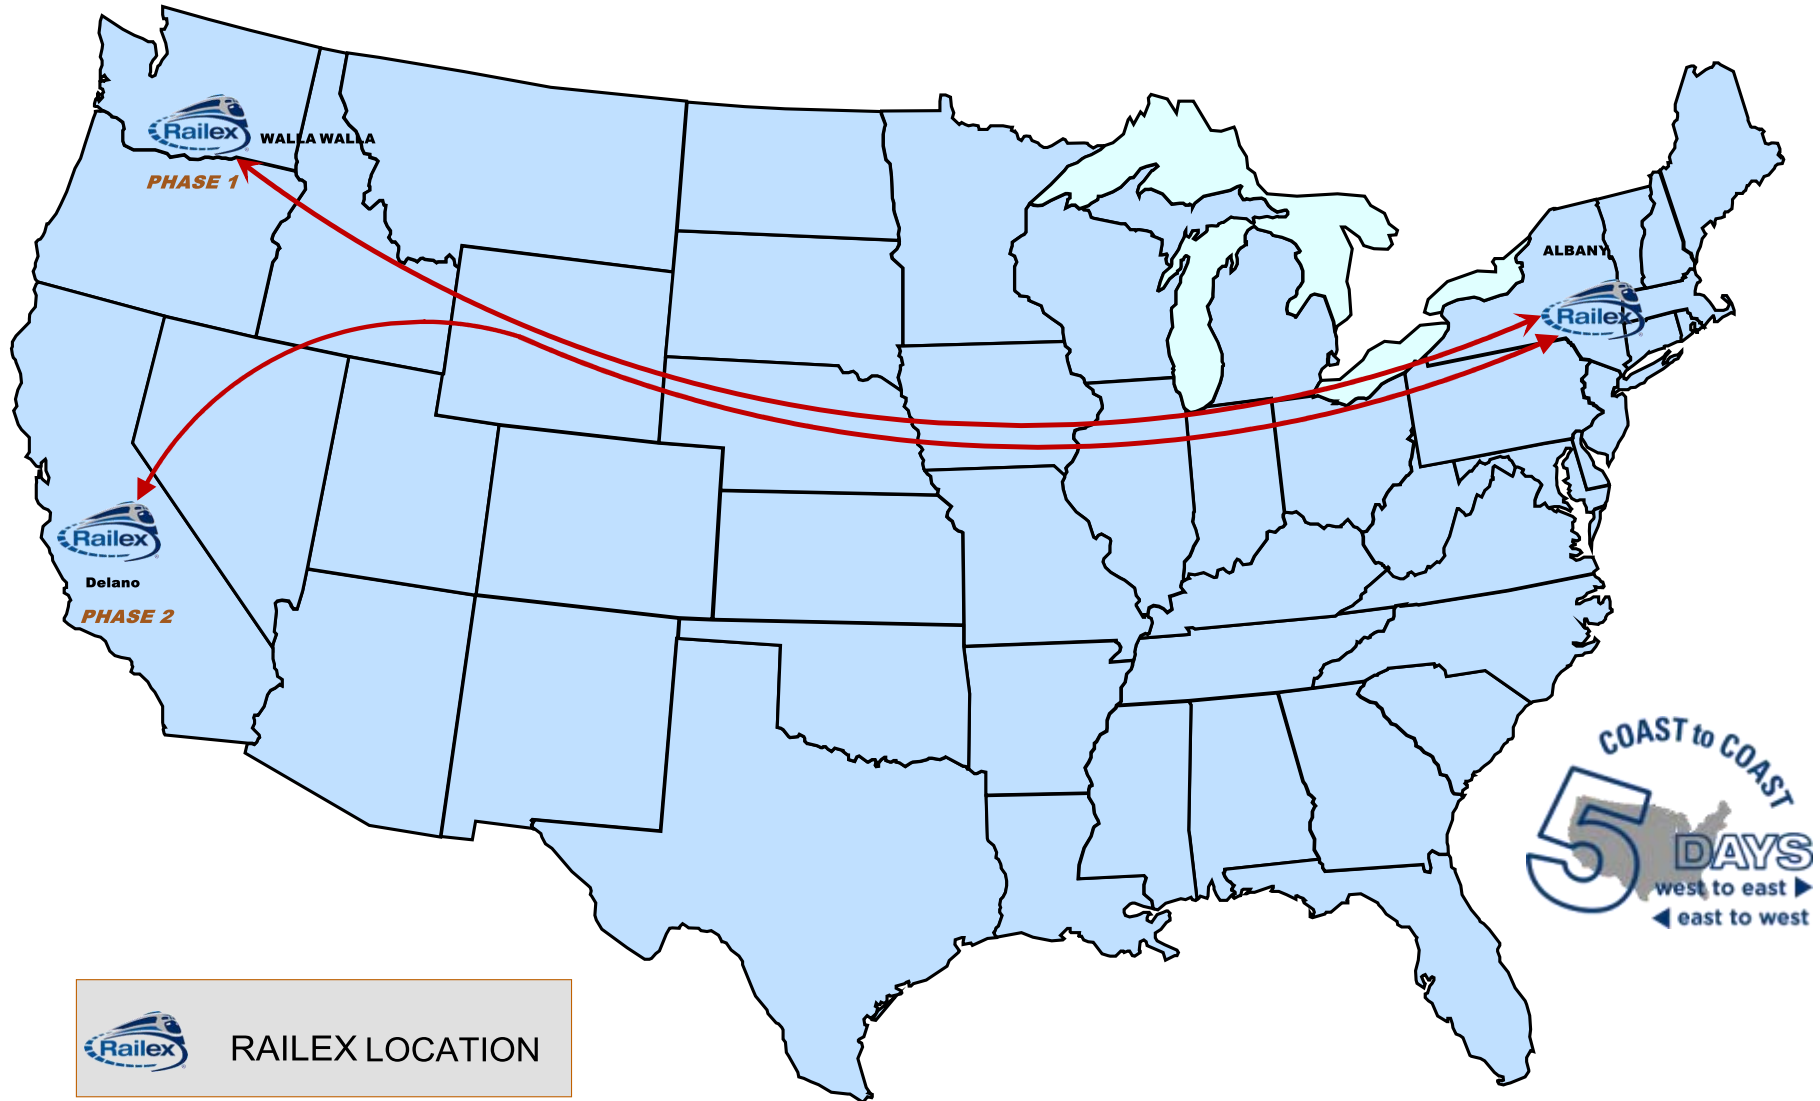 Railex
WALLA WALLA
PHASE 1
ALBANY
Railex
Railex
Delano
PHASE 2
COAST to COAST
5
DAYS
west to east
east to west
Railex
RAILEX LOCATION